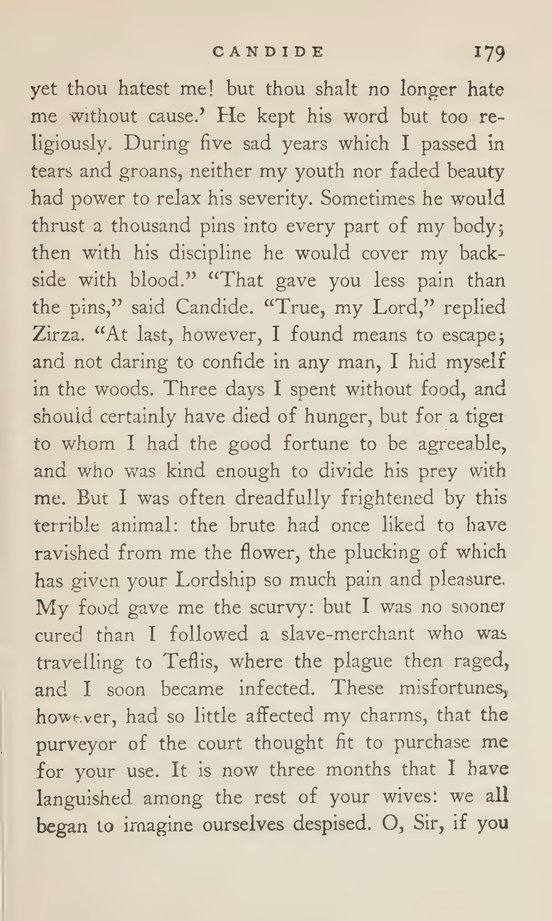 CANDIDE 179
yet thou hatest me! but thou shalt no longer hate
me without cause.’ He kept his word but too re-
ligiously. During five sad years which I passed in
tears and groans, neither my youth nor faded beauty
had power to relax his severity. Sometimes he would
thrust a thousand pins into every part of my body;
then with his discipline he would cover my back-
side with blood.” “That gave you less pain than
the pins,” said Candide. “True, my Lord,” replied
Zirza. “At last, however, I found means to escape;
and not daring to confide in any man, I hid myself
in the woods. Three days I spent without food, and
should certainly have died of hunger, but for a tiger
to whom I had the good fortune to be agreeable,
and who was kind enough to divide his prey with
me. But I was often dreadfully frightened by this
terrible animal: the brute had once liked to have
ravished from me the flower, the plucking of which
has given your Lordship so much pain and pleasure.
My food gave me the scurvy: but I was no sooner
cured than I followed a slave-merchant who was
travelling to Teflis, where the plague then raged,
and I soon became infected. These misfortunes,
however, had so little affected my charms, that the
purveyor of the court thought fit to purchase me
for your use. It is now three months that I have
languished among the rest of your wives: we all
began to imagine ourselves despised. O, Sir, if you